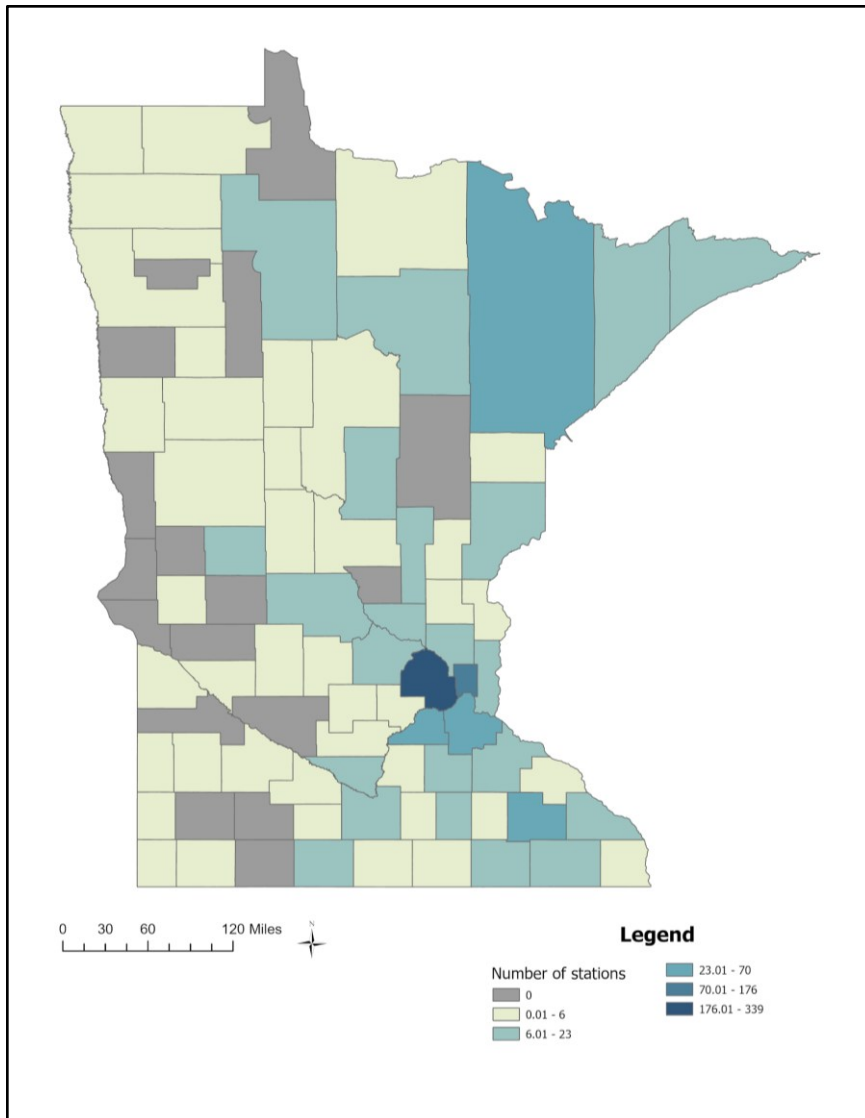 0 30 60 120 Miles
N
Legend
Number of stations
0
0.01 - 6
6.01 - 23
23.01 - 70
70.01 - 176
176.01 - 339